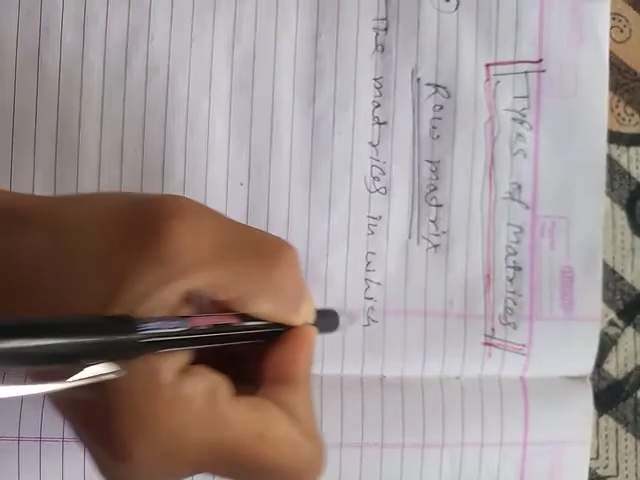 Types of Matrices
Row matrix
The matrices in which